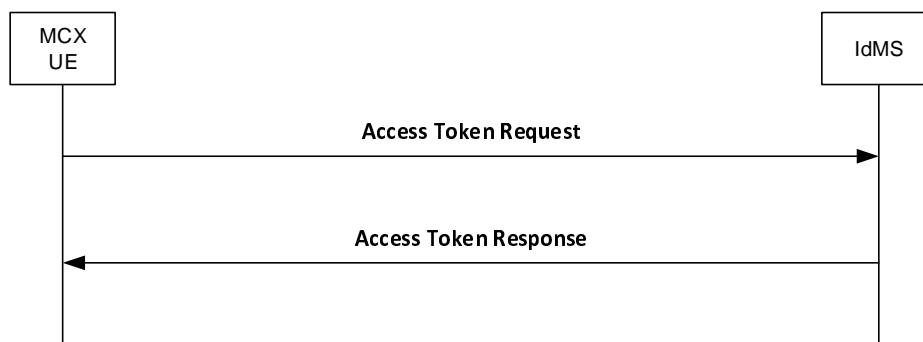 MCX
UE
IdMS
Access Token Request
Access Token Response